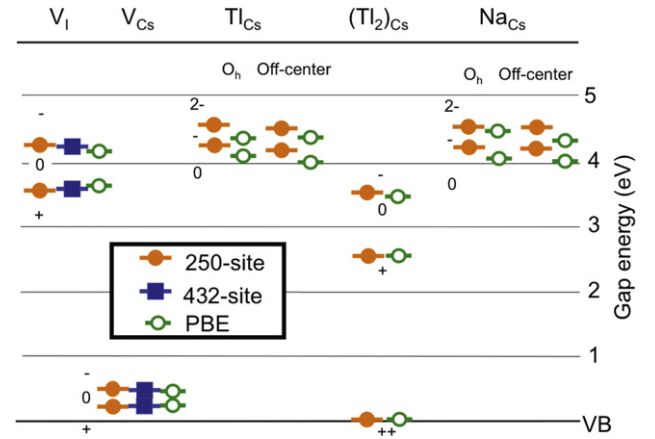 V_I V_Cs Tl_Cs (Tl_2)_Cs Na_Cs
O_h Off-center O_h Off-center
5
2- 2-
-
- -
4
0
0 0
-
0
+
3
+
250-site
2
432-site
PBE
1
-
0
VB
+ ++
Gap energy (eV)